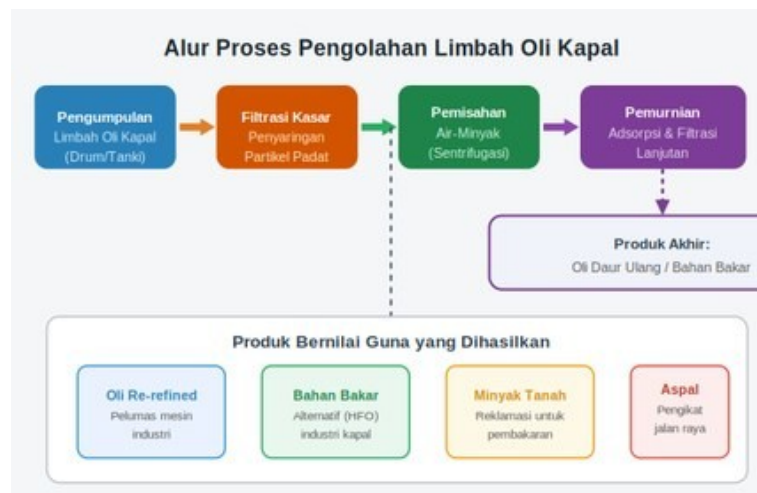 Alur Proses Pengolahan Limbah Oli Kapal
Pengumpulan
Limbah Oli Kapal
(Drum/Tanki)
Filtrasi Kasar
Penyaringan
Partikel Padat
Pemisahan
Air-Minyak
(Sentrifugasi)
Pemurnian
Adsorpsi & Filtrasi
Lanjutan
Produk Akhir:
Oli Daur Ulang / Bahan Bakar
Produk Bernilai Guna yang Dihasilkan
Oli Re-refined
Pelumas mesin
industri
Bahan Bakar
Alternatif (HFO)
industri kapal
Minyak Tanah
Reklamasi untuk
pembakaran
Aspal
Pengikat
jalan raya